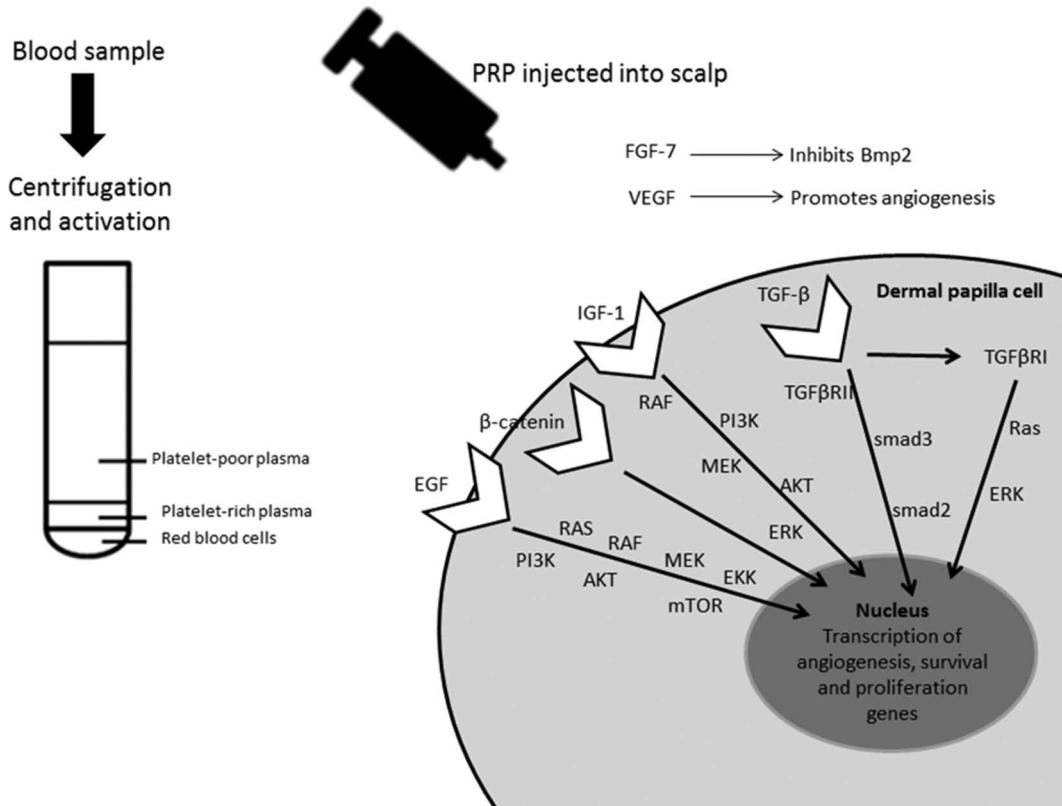 Blood sample
Centrifugation
and activation
Platelet-poor plasma
Platelet-rich plasma
Red blood cells
PRP injected into scalp
FGF-7
Inhibits Bmp2
VEGF
Promotes angiogenesis
Dermal papilla cell
TGF-β
IGF-1
TGFβRI
TGFβRII
RAF
PI3K
MEK
AKT
ERK
smad3
smad2
Ras
ERK
β-catenin
EGF
RAS
RAF
MEK
EKK
PI3K
AKT
mTOR
Nucleus
Transcription of
angiogenesis, survival
and proliferation
genes